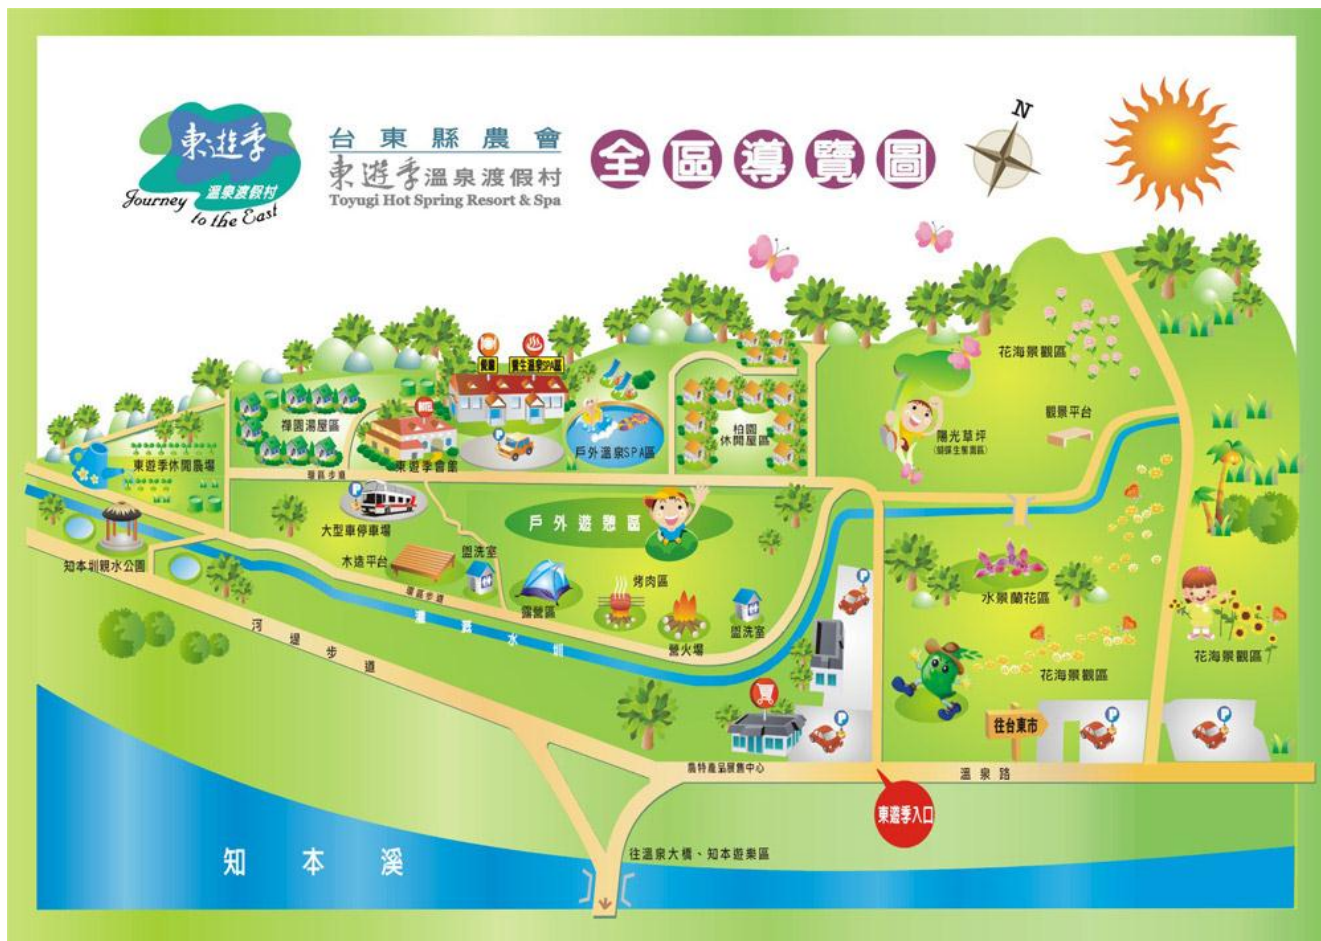 東遊季
溫泉渡假村
Journey
to the East
台東縣農會
東遊季溫泉渡假村
Toyugi Hot Spring Resort & Spa
全區導覽圖
N
花海景觀區
餐廳
養生溫泉SPA區
觀景平台
禪園湯屋區
柏園
休閒屋區
陽光草坪
東遊季休閒農場
東遊季會館
P
戶外溫泉SPA區
環區步道
P
大型車停車場
戶外遊憩區
知本圳親水公園
木造平台
盥洗室
環區步道
露營區
烤肉區
營火場
盥洗室
P
水景蘭花區
河堤步道
水圳
花海景觀區
花海景觀區
往台東市
P
P
P
農特產品展售中心
溫泉路
東遊季入口
往溫泉大橋、知本遊樂區
知本溪